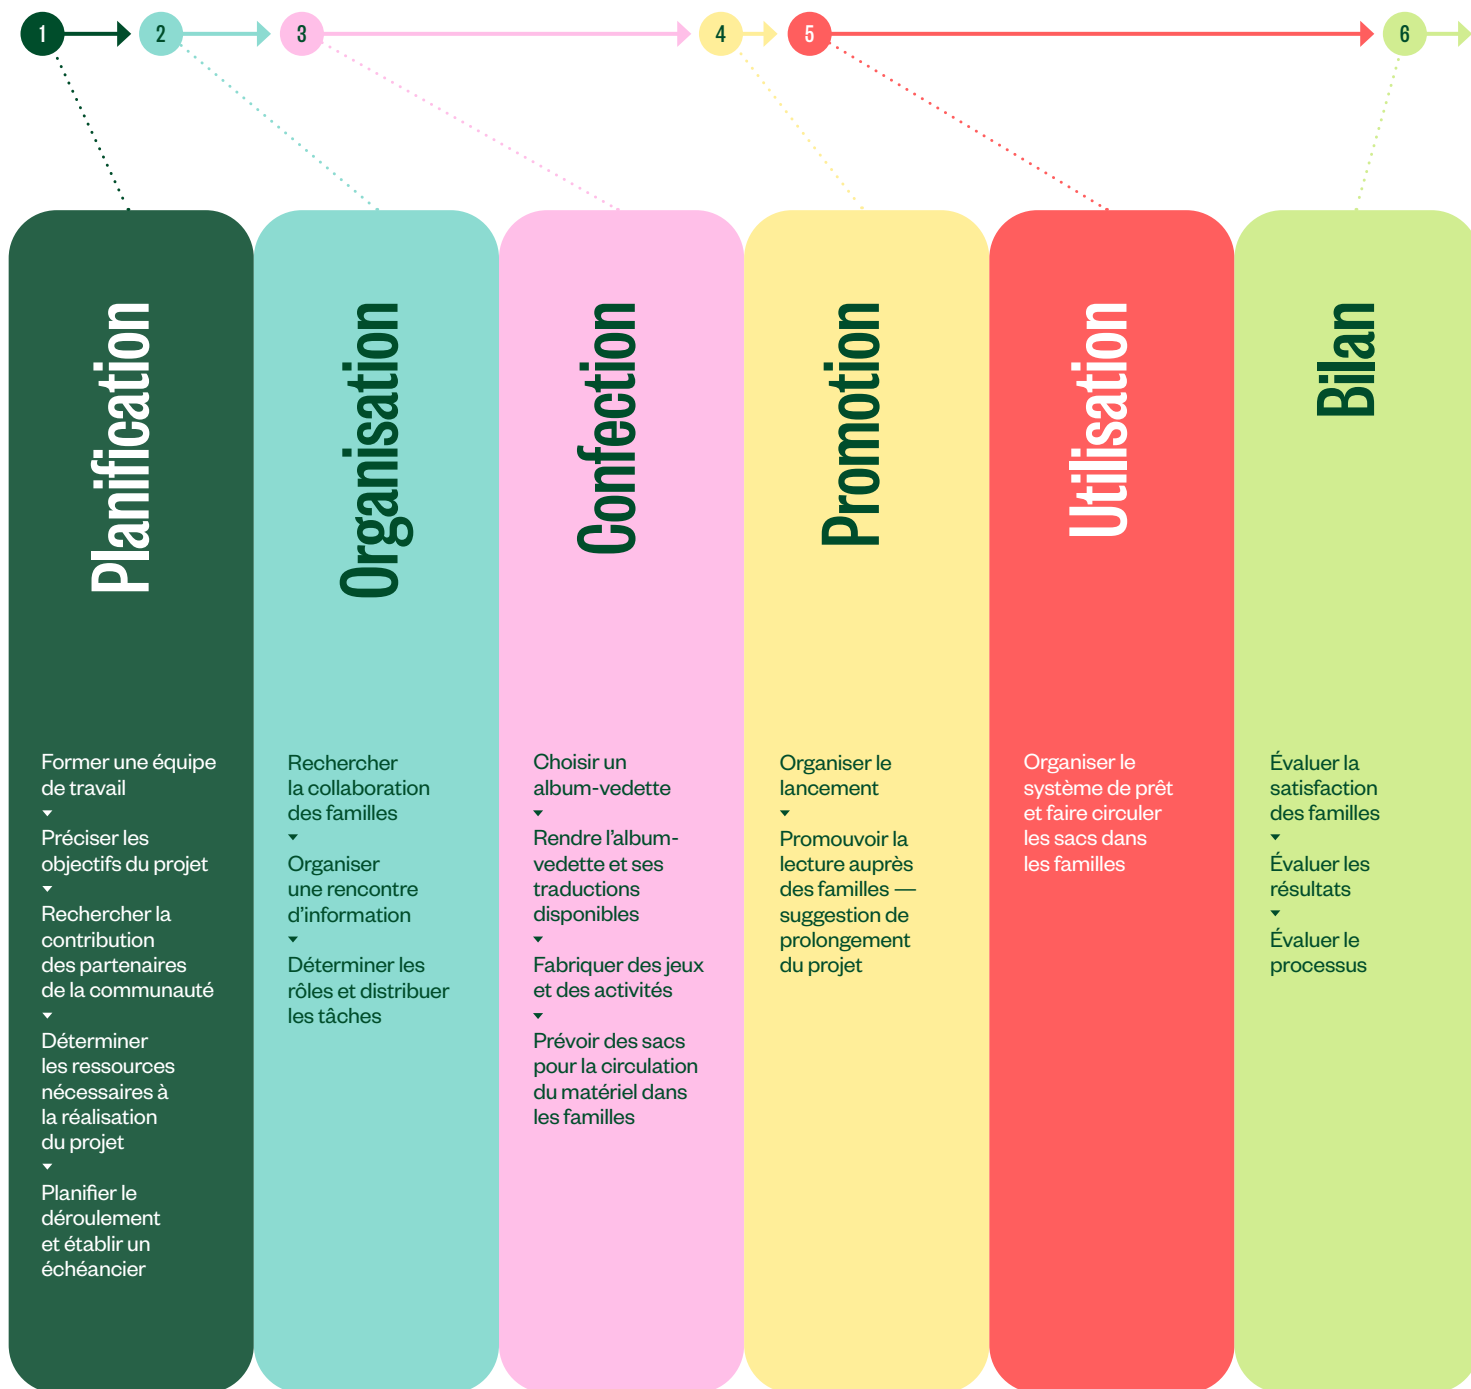 1
2
3
4
5
6
Planification
Former une équipe
de travail
Préciser les
objectifs du projet
Rechercher la
contribution
des partenaires
de la communauté
Déterminer
les ressources
nécessaires à
la réalisation
du projet
Planifier le
déroulement
et établir un
échéancier
Organisation
Rechercher
la collaboration
des familles
Organiser
une rencontre
d’information
Déterminer les
rôles et distribuer
les tâches
Confection
Choisir un
album-vedette
Rendre l’album-
vedette et ses
traductions
disponibles
Fabriquer des jeux
et des activités
Prévoir des sacs
pour la circulation
du matériel dans
les familles
Promotion
Organiser le
lancement
Promouvoir la
lecture auprès
des familles —
suggestion de
prolongement
du projet
Utilisation
Organiser le
système de prêt
et faire circuler
les sacs dans
les familles
Bilan
Évaluer la
satisfaction
des familles
Évaluer les
résultats
Évaluer le
processus